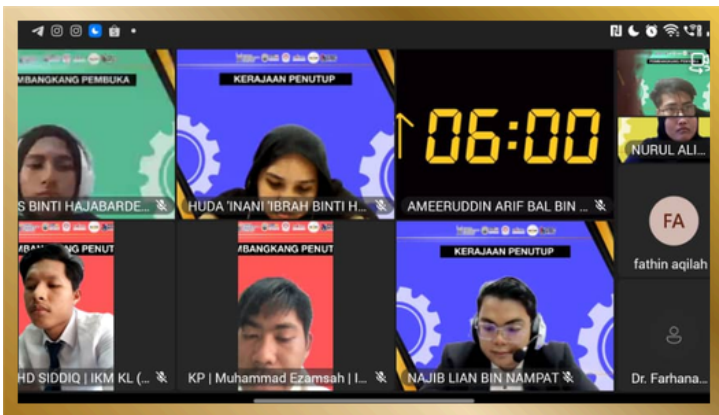 MBANGKANG PEMBUKA
KERAJAAN PENUTUP
06:00
NURUL ALI...
S BINTI HAJABARDE...
HUDA 'INANI 'IBRAH BINTI H...
AMEERUDDIN ARIF BAL BIN ...
FA
fathin aqilah
NG PENUT
MBANGKANG PENUT
KERAJAAN PENUTUP
HD SIDDIQ | IKM KL (...
KP | Muhammad Ezamsah | I...
NAJIB LIAN BIN NAMPAT
Dr. Farhana...